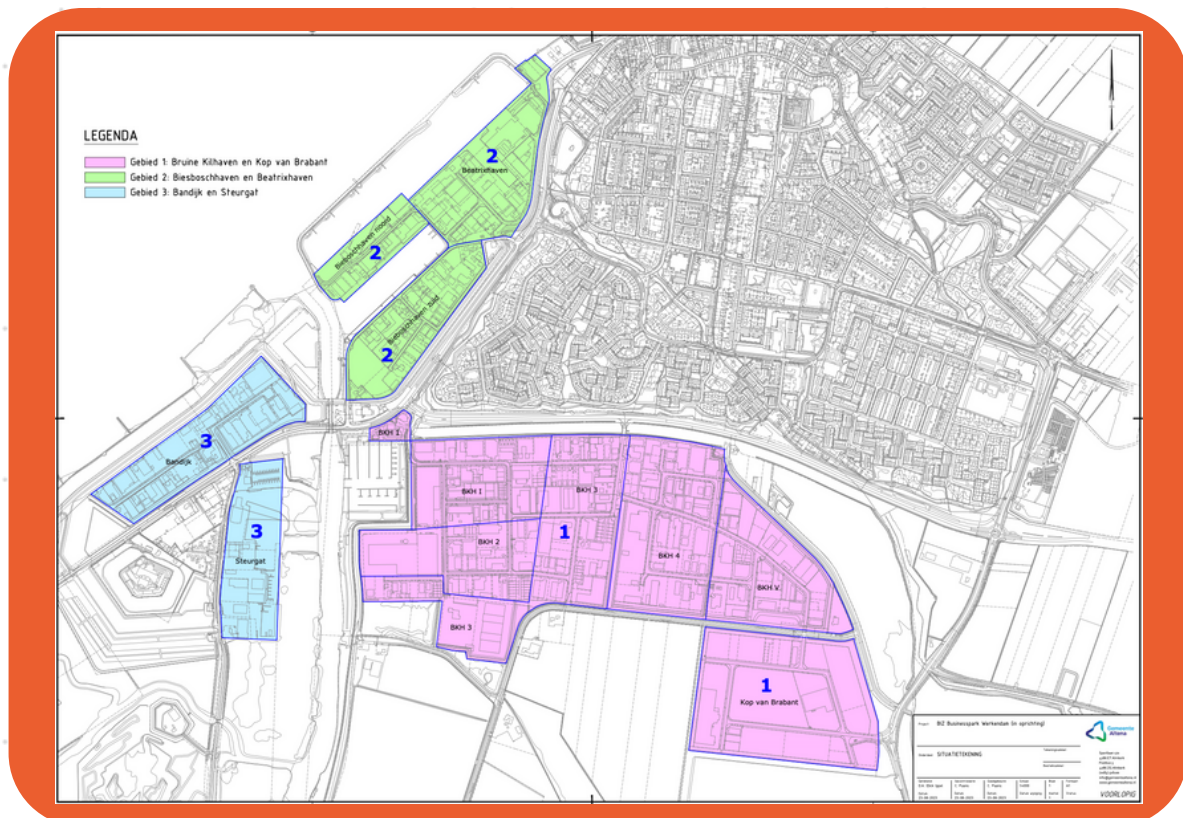 LEGENDA
Gebied 1: Bruine Kilhaven en Kop van Brabant
Gebied 2: Biesboschhaven en Beatrixhaven
Gebied 3: Bandijk en Steurgat
2
Beatrixhaven
Biesboschhaven noord
2
Biesboschhaven zuid
2
3
Bandijk
BKH I
BKH I
BKH 3
3
Steurgat
BKH 2
1
BKH 4
BKH V.
BKH 3
1
Kop van Brabant
BIZ Businesspark Werkendam (in oprichting)
SITUATIETEKENING
Gemeente
Altena
VOORLOPIG